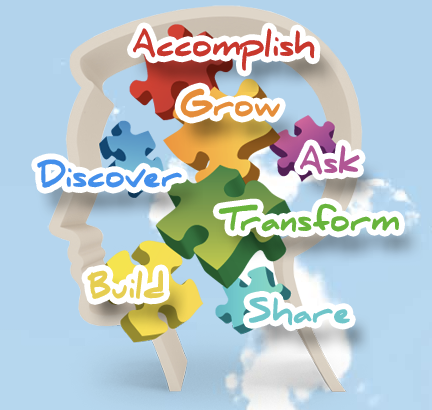 Accomplish
Grow
Ask
Discover
Transform
Build
Share